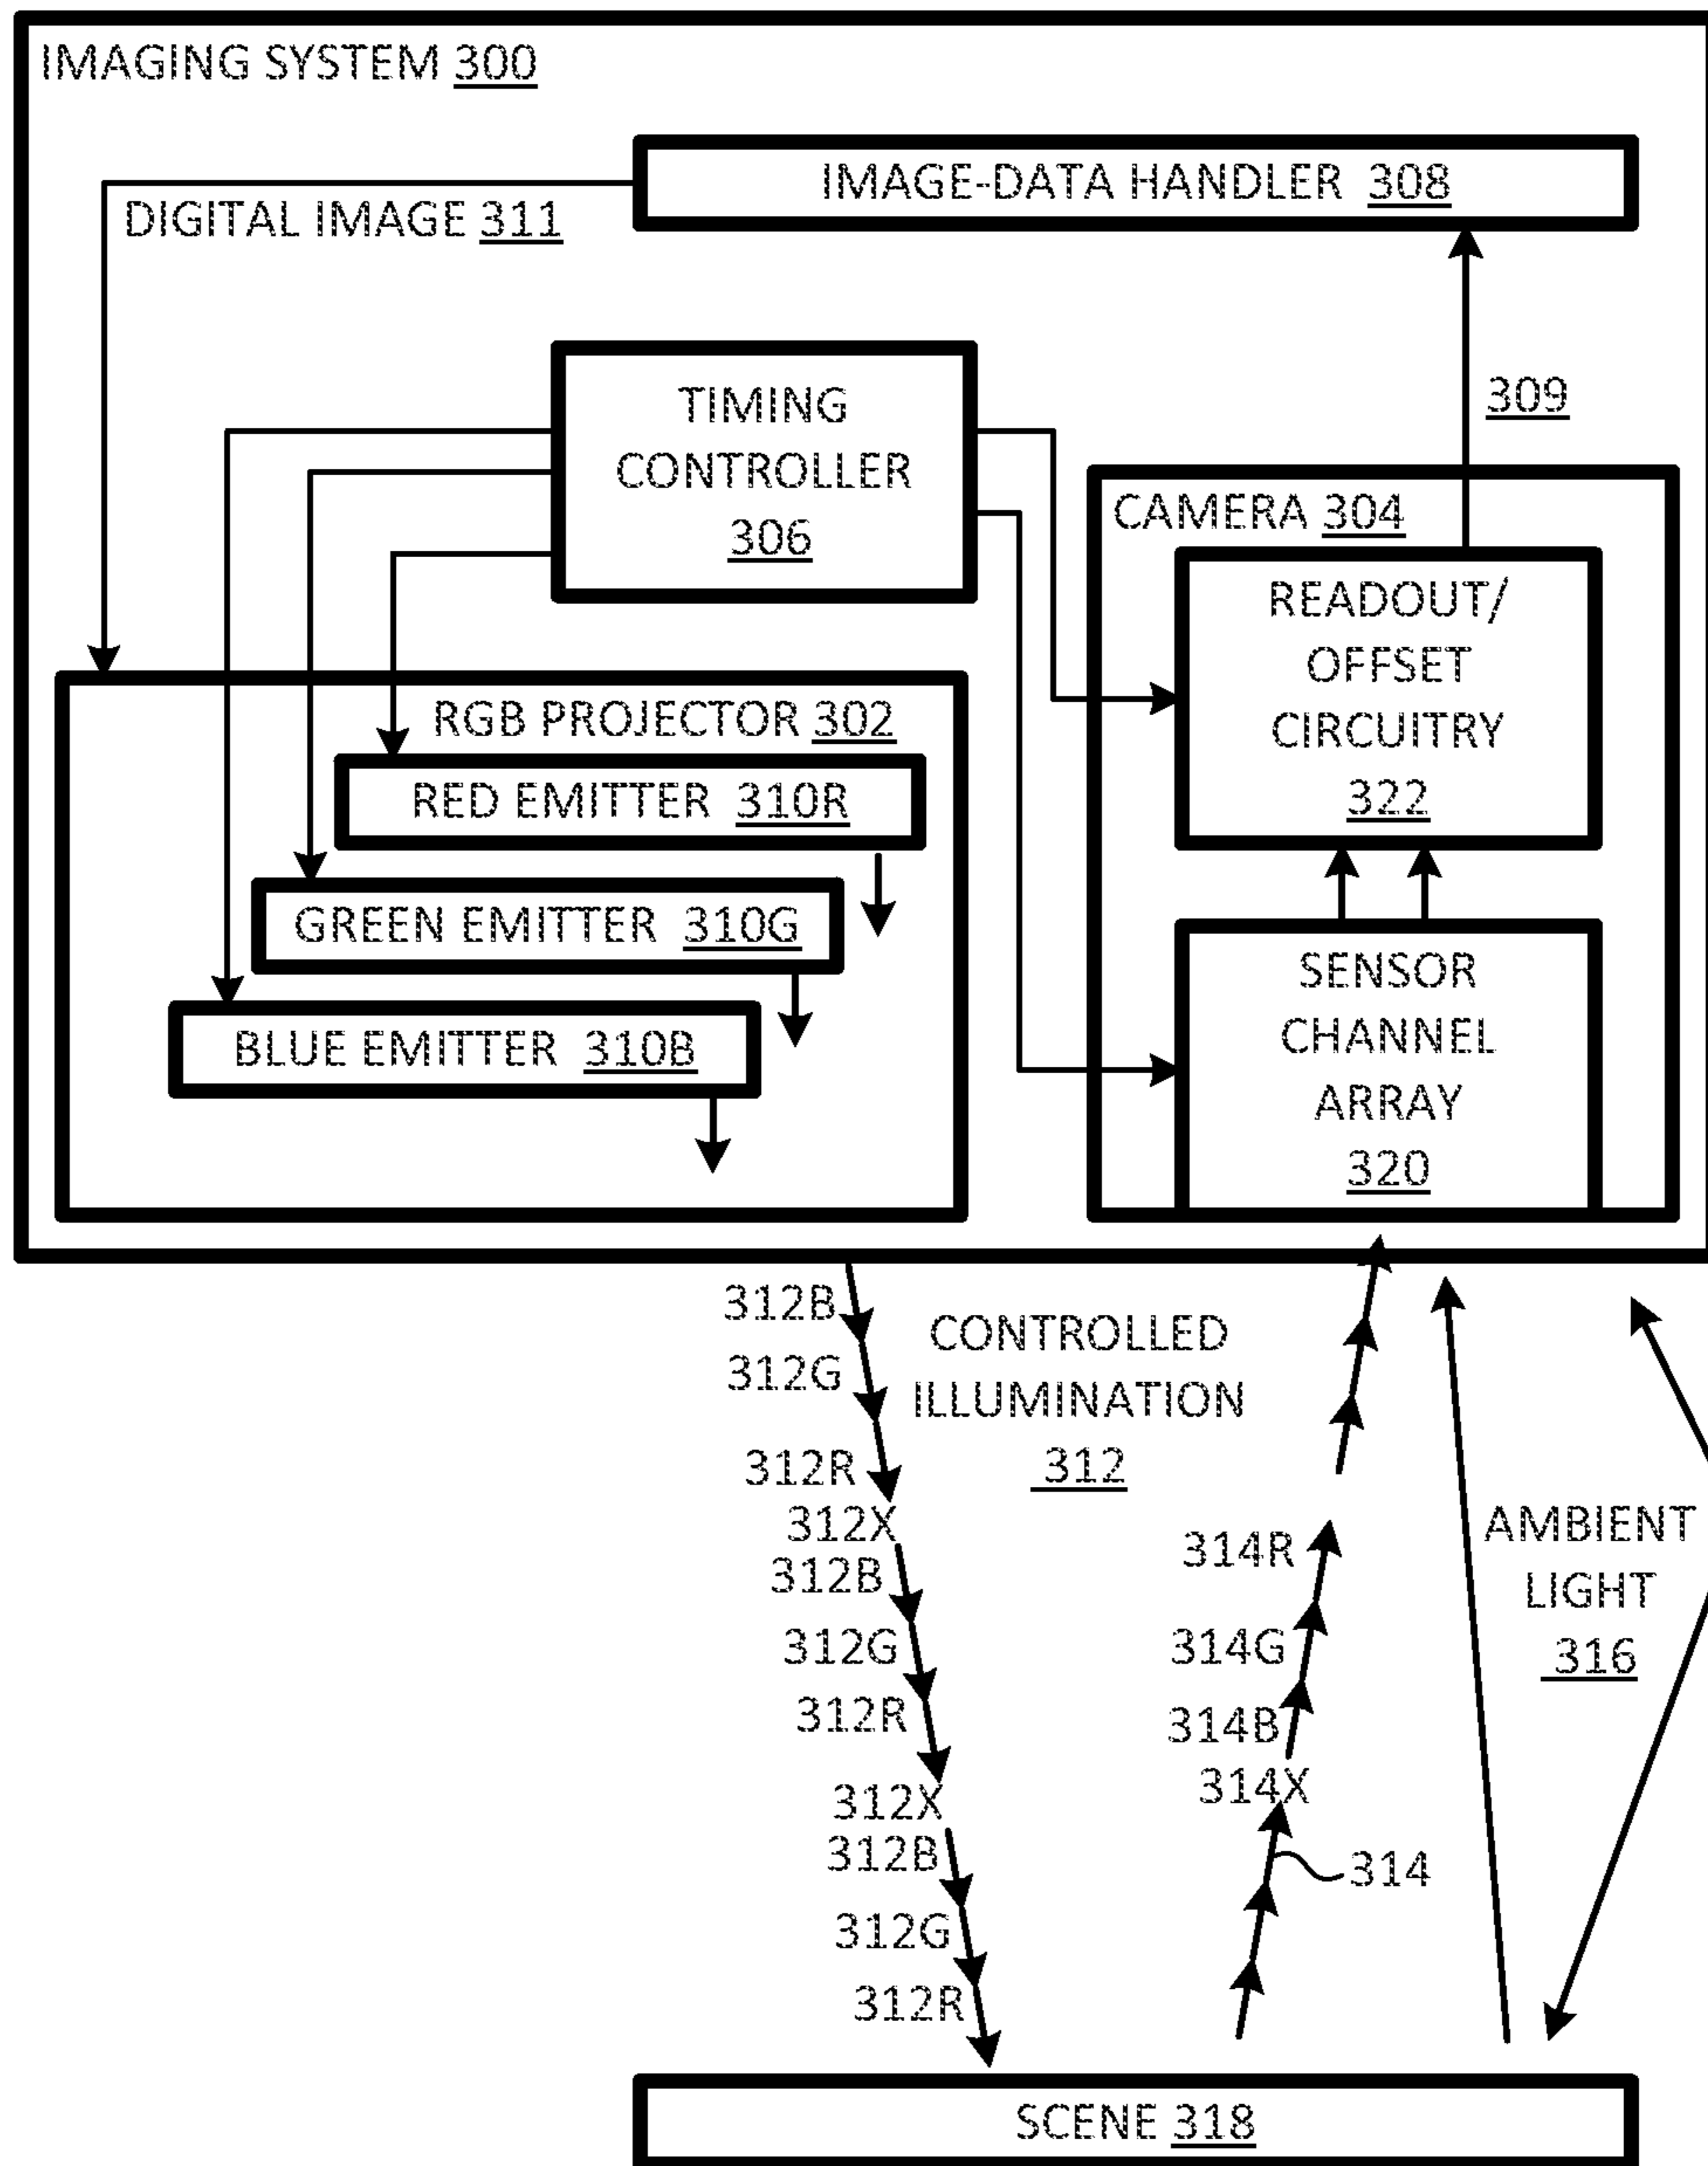 IMAGING SYSTEM 300
IMAGE-DATA HANDLER 308
DIGITAL IMAGE 311
TIMING
CONTROLLER
306
309
CAMERA 304
READOUT/
OFFSET
CIRCUITRY
322
RGB PROJECTOR 302
RED EMITTER 310R
GREEN EMITTER 310G
BLUE EMITTER 310B
SENSOR
CHANNEL
ARRAY
320
312B
312G
312R
312X
312B
312G
312R
312X
312B
312G
312R
CONTROLLED
ILLUMINATION
312
314R
314G
314B
314X
314
AMBIENT
LIGHT
316
SCENE 318